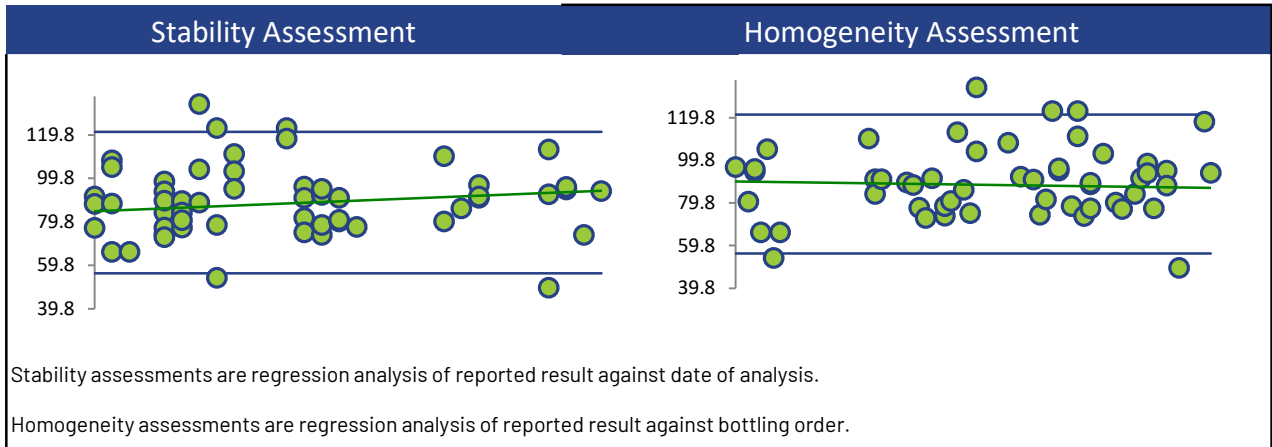 Stability Assessment
Homogeneity Assessment
119.8
99.8
79.8
59.8
39.8
119.8
99.8
79.8
59.8
39.8
Stability assessments are regression analysis of reported result against date of analysis.
Homogeneity assessments are regression analysis of reported result against bottling order.